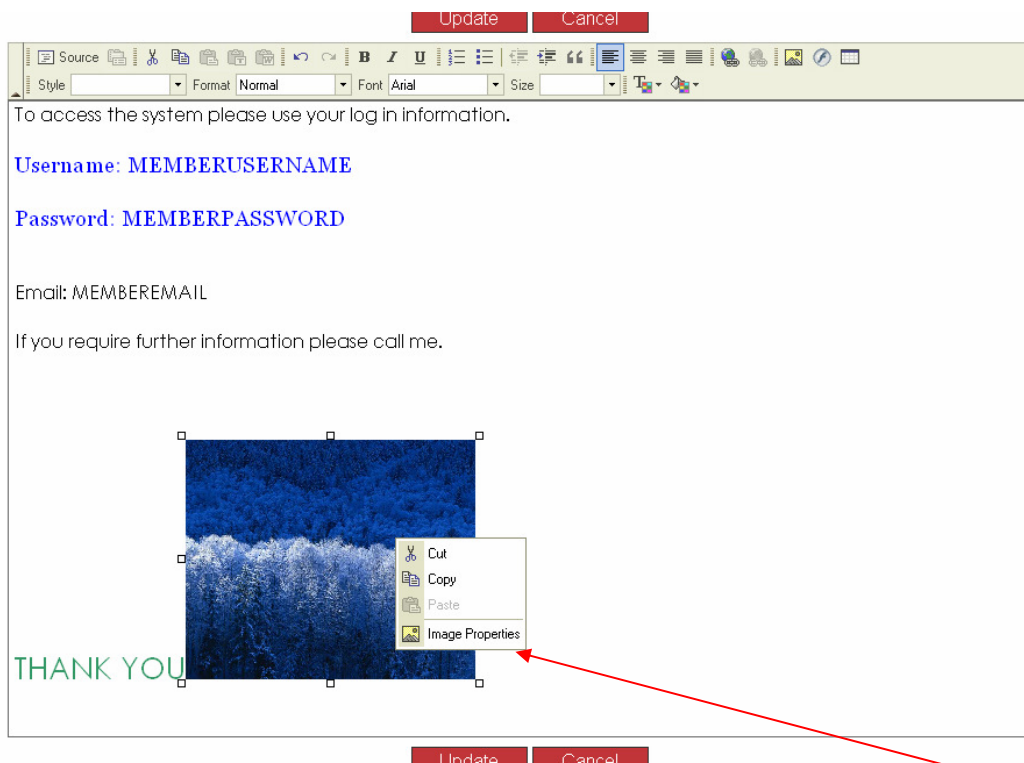 Update Cancel
Source B I U
Style Format Normal Font Arial Size
To access the system please use your log in information.
Username: MEMBERUSERNAME
Password: MEMBERPASSWORD
Email: MEMBEREMAIL
If you require further information please call me.
Cut
Copy
Paste
Image Properties
THANK YOU
Update Cancel